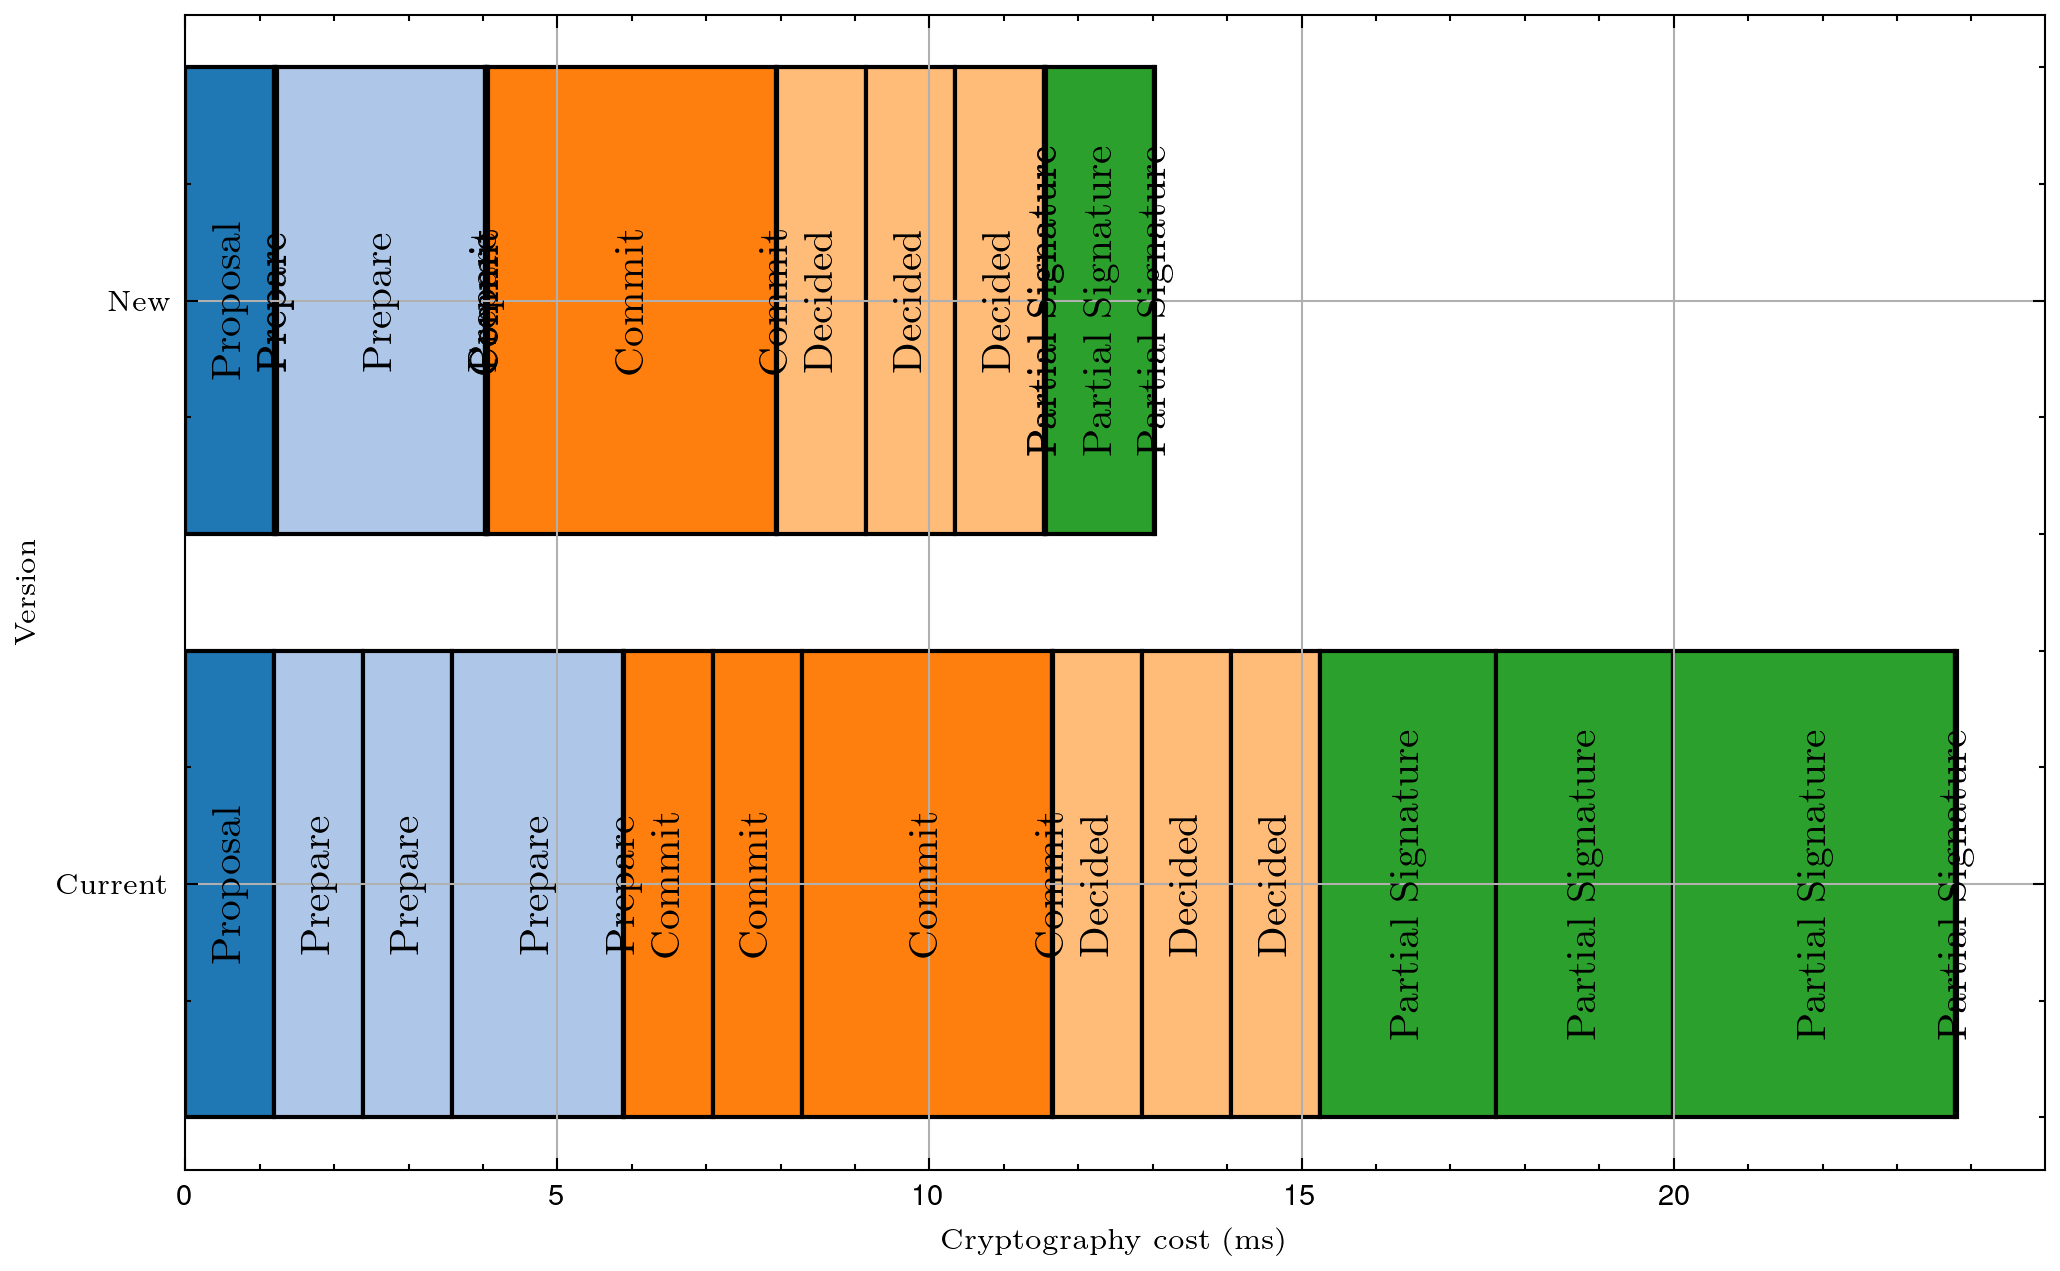 New
Proposal
Prepare
Prepare
Prepare
Commit
Commit
Commit
Decided
Decided
Decided
Partial Signature
Partial Signature
Partial Signature
Version
Current
Proposal
Prepare
Prepare
Prepare
Prepare
Commit
Commit
Commit
Commit
Decided
Decided
Decided
Partial Signature
Partial Signature
Partial Signature
Partial Signature
0 5 10 15 20
Cryptography cost (ms)